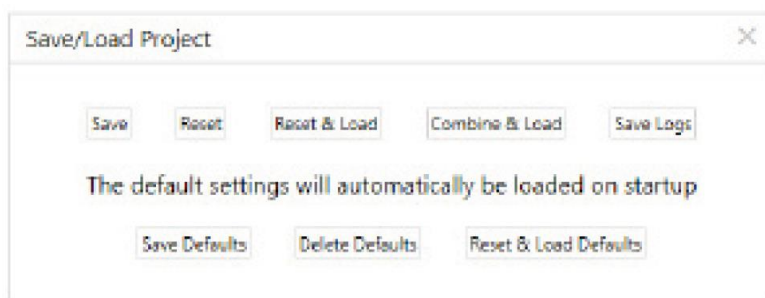 Save/Load Project
Save Reset Reset & Load Combine & Load Save Logs
The default settings will automatically be loaded on startup
Save Defaults Delete Defaults Reset & Load Defaults